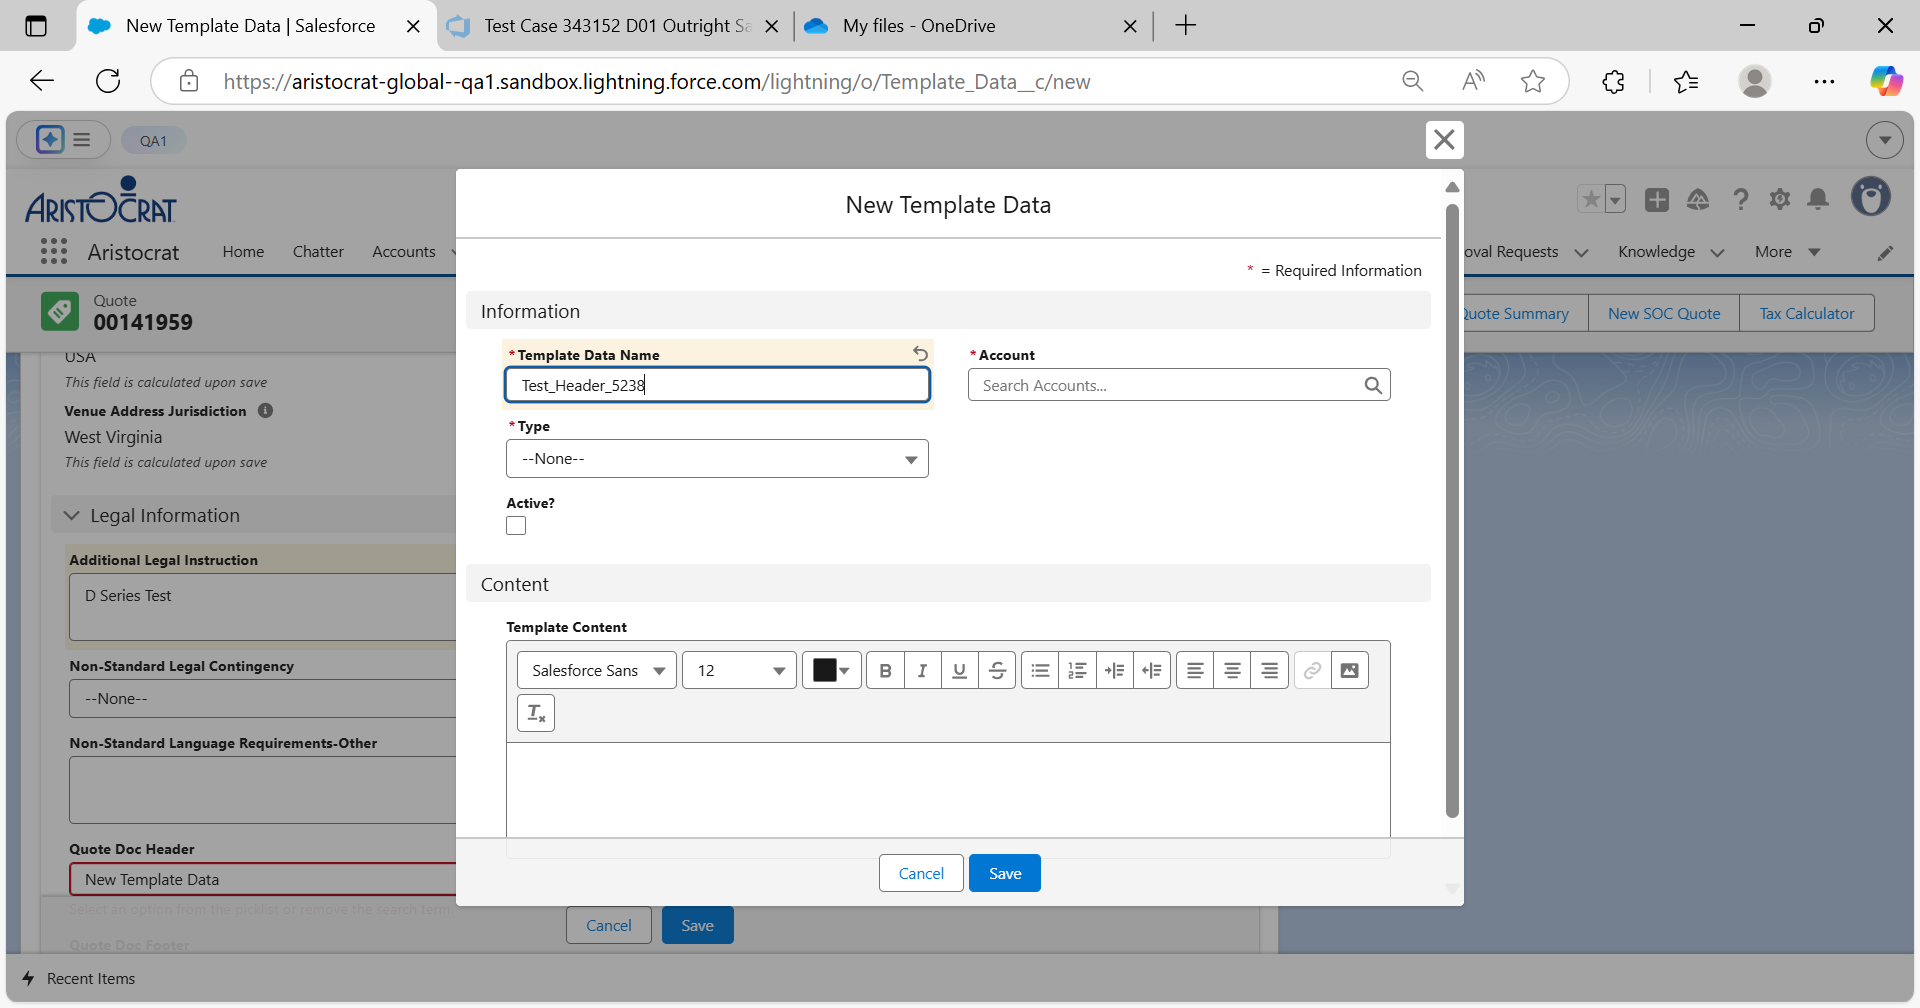 New Template Data | Salesforce
Test Case 343152 D01 Outright Sa
My files - OneDrive
https://aristocrat-global--qa1.sandbox.lightning.force.com/lightning/o/Template_Data__c/new
QA1
ARISTOCRAT
New Template Data
Aristocrat
Home
Chatter
Accounts
oval Requests
Knowledge
More
* = Required Information
Quote
00141959
Quote Summary
New SOC Quote
Tax Calculator
Information
USA
This field is calculated upon save
Venue Address Jurisdiction
West Virginia
This field is calculated upon save
* Template Data Name
Test_Header_5238
* Account
Search Accounts...
* Type
--None--
Active?
Legal Information
Additional Legal Instruction
D Series Test
Content
Template Content
Salesforce Sans
12
Non-Standard Legal Contingency
--None--
Non-Standard Language Requirements-Other
Quote Doc Header
New Template Data
Select an option from the picklist or remove the search term.
Quote Doc Footer
Cancel
Save
Cancel
Save
Recent Items